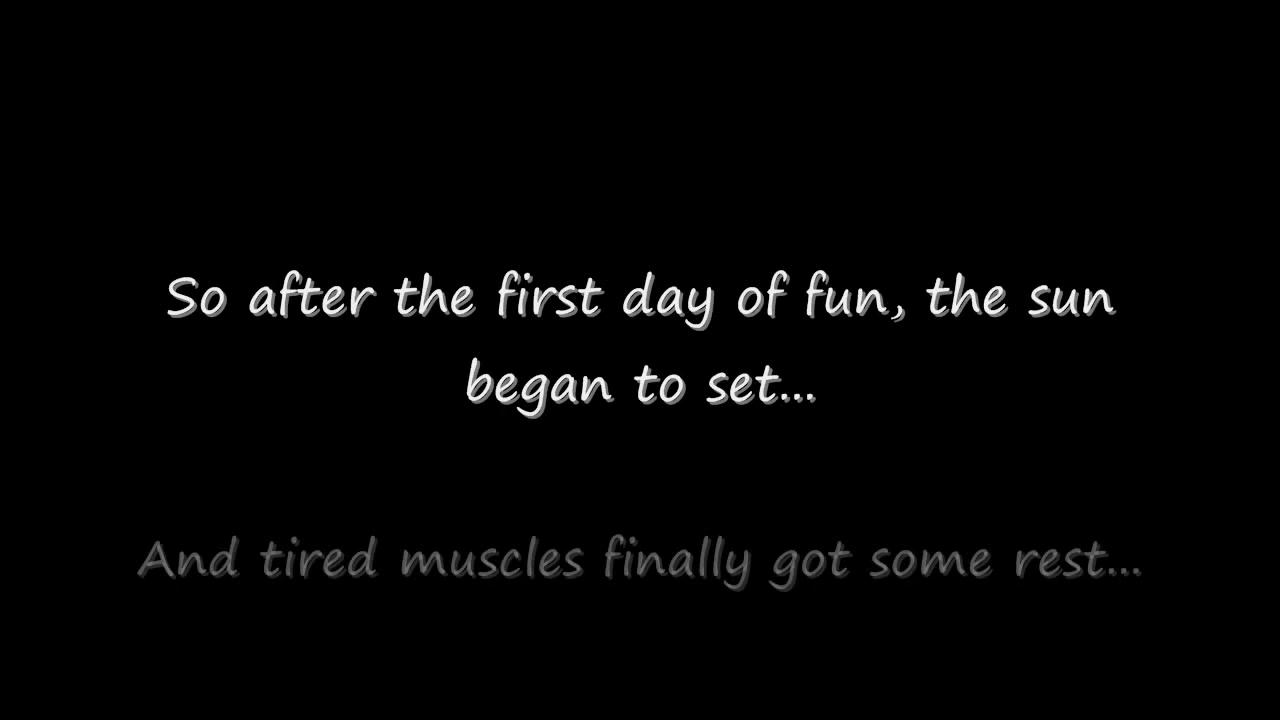 So after the first day of fun, the sun
began to set...
And tired muscles finally got some rest...